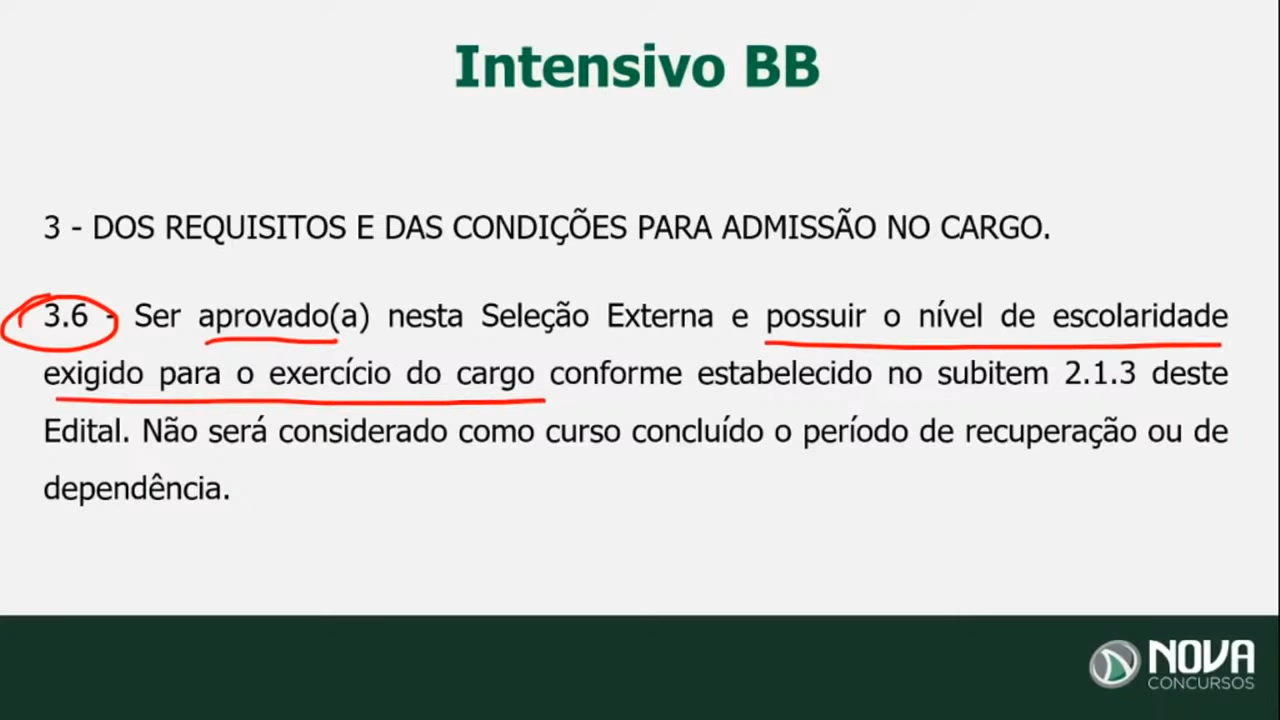 Intensivo BB
3 - DOS REQUISITOS E DAS CONDIÇÕES PARA ADMISSÃO NO CARGO.
3.6 - Ser aprovado(a) nesta Seleção Externa e possuir o nível de escolaridade
exigido para o exercício do cargo conforme estabelecido no subitem 2.1.3 deste
Edital. Não será considerado como curso concluído o período de recuperação ou de
dependência.
NOVA
CONCURSOS